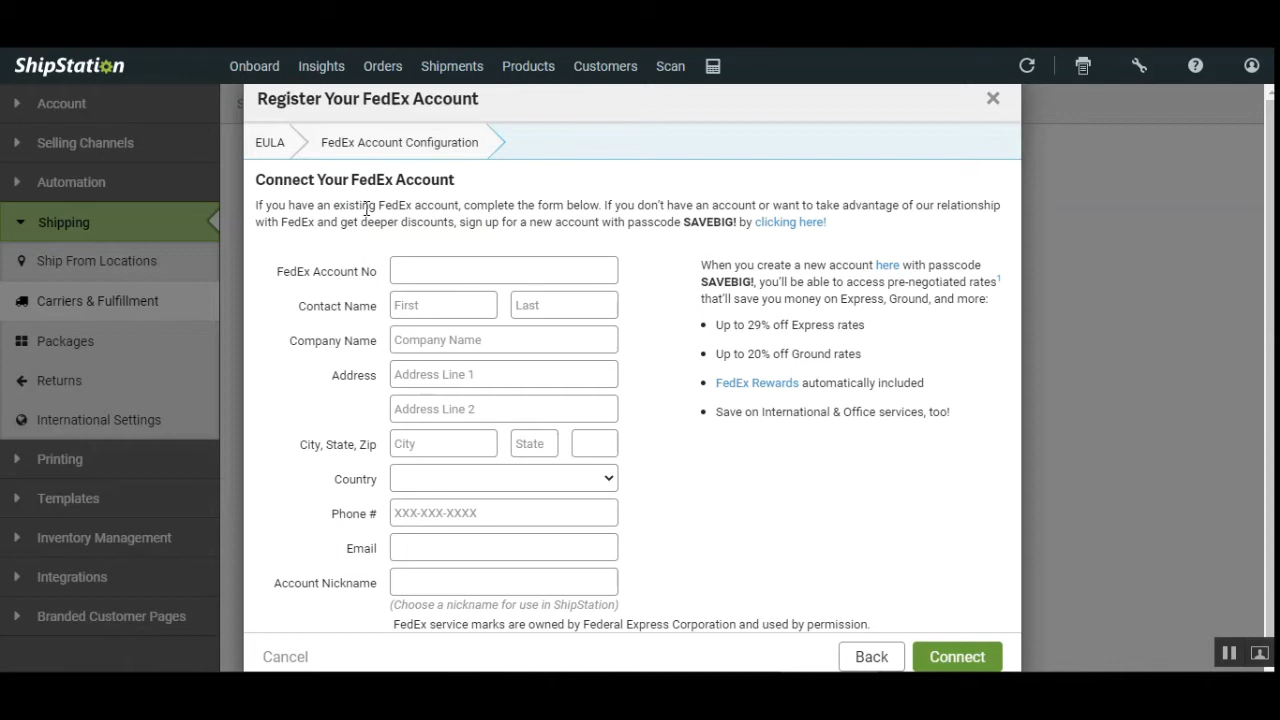 ShipStation
Onboard Insights Orders Shipments Products Customers Scan
Account
Selling Channels
Automation
Shipping
Ship From Locations
Carriers & Fulfillment
Packages
Returns
International Settings
Printing
Templates
Inventory Management
Integrations
Branded Customer Pages
Register Your FedEx Account
EULA FedEx Account Configuration
Connect Your FedEx Account
If you have an existing FedEx account, complete the form below. If you don't have an account or want to take advantage of our relationship
with FedEx and get deeper discounts, sign up for a new account with passcode SAVEBIG! by clicking here!
FedEx Account No
Contact Name First Last
Company Name Company Name
Address Address Line 1
Address Line 2
City, State, Zip City State
Country
Phone # XXX-XXX-XXXX
Email
Account Nickname
(Choose a nickname for use in ShipStation)
FedEx service marks are owned by Federal Express Corporation and used by permission.
When you create a new account here with passcode
SAVEBIG!, you'll be able to access pre-negotiated rates1
that'll save you money on Express, Ground, and more:
• Up to 29% off Express rates
• Up to 20% off Ground rates
• FedEx Rewards automatically included
• Save on International & Office services, too!
Cancel Back Connect